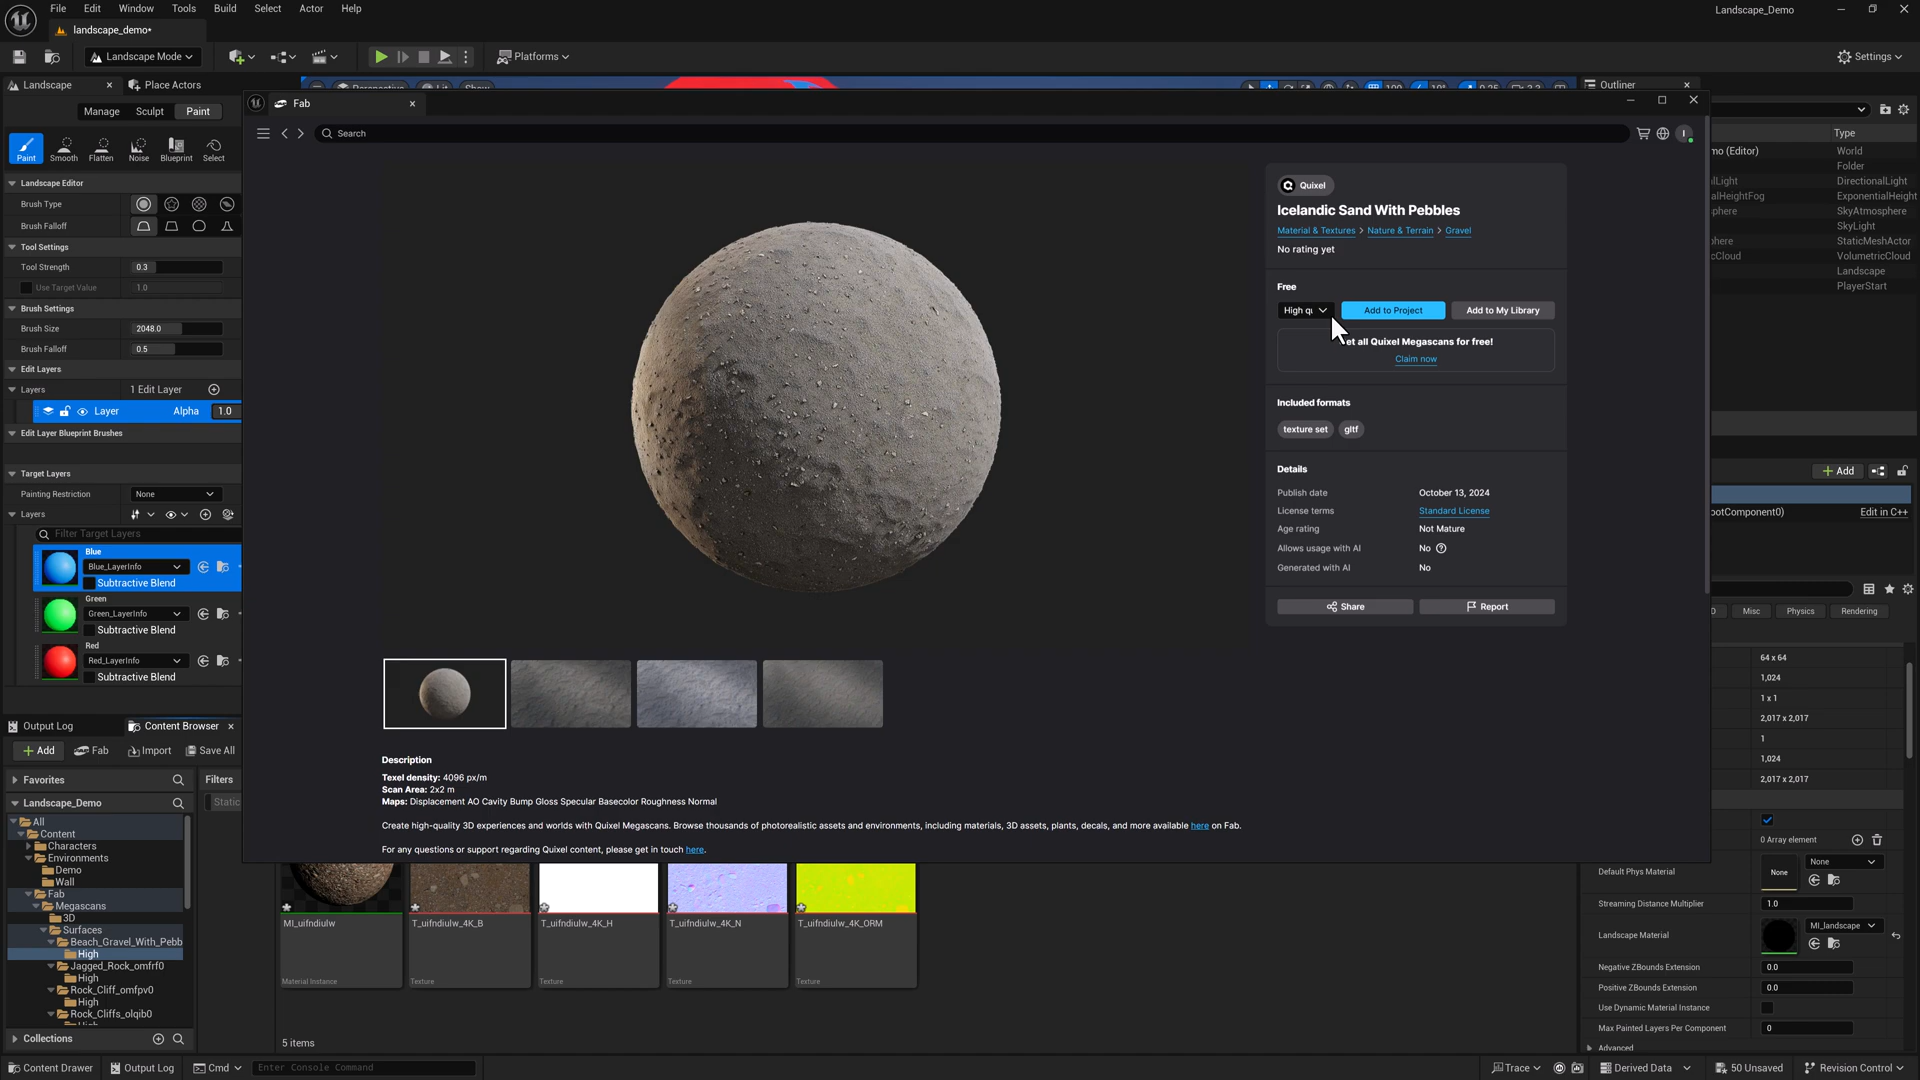 File Edit Window Tools Build Select Actor Help
Landscape_Demo
landscape_demo*
Landscape Mode
Platforms
Settings
Landscape
Place Actors
Outliner
Fab
Manage Sculpt Paint
Type
Search
Paint Smooth Flatten Noise Blueprint Select
mo (Editor) World
Folder
DirectionalLight
ExponentialHeight
SkyAtmosphere
SkyLight
StaticMeshActor
VolumetricCloud
Landscape
PlayerStart
Landscape Editor
Brush Type
Brush Falloff
Tool Settings
Tool Strength 0.3
Use Target Value 1.0
Brush Settings
Brush Size 2048.0
Brush Falloff 0.5
Edit Layers
Layers 1 Edit Layer
Layer Alpha 1.0
Edit Layer Blueprint Brushes
Target Layers
Painting Restriction None
Layers
Filter Target Layers
Blue
Blue_LayerInfo
Subtractive Blend
Green
Green_LayerInfo
Subtractive Blend
Red
Red_LayerInfo
Subtractive Blend
Quixel
Icelandic Sand With Pebbles
Material & Textures > Nature & Terrain > Gravel
No rating yet
Free
High qu
Add to Project
Add to My Library
et all Quixel Megascans for free!
Claim now
Included formats
texture set gltf
Details
Publish date October 13, 2024
License terms Standard License
Age rating Not Mature
Allows usage with AI No
Generated with AI No
Share
Report
Description
Texel density: 4096 px/m
Scan Area: 2x2 m
Maps: Displacement AO Cavity Bump Gloss Specular Basecolor Roughness Normal
Create high-quality 3D experiences and worlds with Quixel Megascans. Browse thousands of photorealistic assets and environments, including materials, 3D assets, plants, decals, and more available here on Fab.
For any questions or support regarding Quixel content, please get in touch here.
Add
ootComponent0) Edit in C++
Misc Physics Rendering
64 x 64
1,024
1 x 1
2,017 x 2,017
1
1,024
2,017 x 2,017
0 Array element
None
Default Phys Material None
Streaming Distance Multiplier 1.0
MI_landscape
Landscape Material
Negative ZBounds Extension 0.0
Positive ZBounds Extension 0.0
Use Dynamic Material Instance
Max Painted Layers Per Component 0
Advanced
Output Log
Content Browser
Add Fab Import Save All
Favorites
Filters
Landscape_Demo
Static
All
Content
Characters
Environments
Demo
Wall
Fab
Megascans
3D
Surfaces
Beach_Gravel_With_Pebb
High
Jagged_Rock_omfrf0
High
Rock_Cliff_omfpv0
High
Rock_Cliffs_olqib0
High
Collections
MI_uifndiulw
Material Instance
T_uifndiulw_4K_B
Texture
T_uifndiulw_4K_H
Texture
T_uifndiulw_4K_N
Texture
T_uifndiulw_4K_ORM
Texture
5 items
Content Drawer
Output Log
Cmd
Enter Console Command
Trace
Derived Data
50 Unsaved
Revision Control